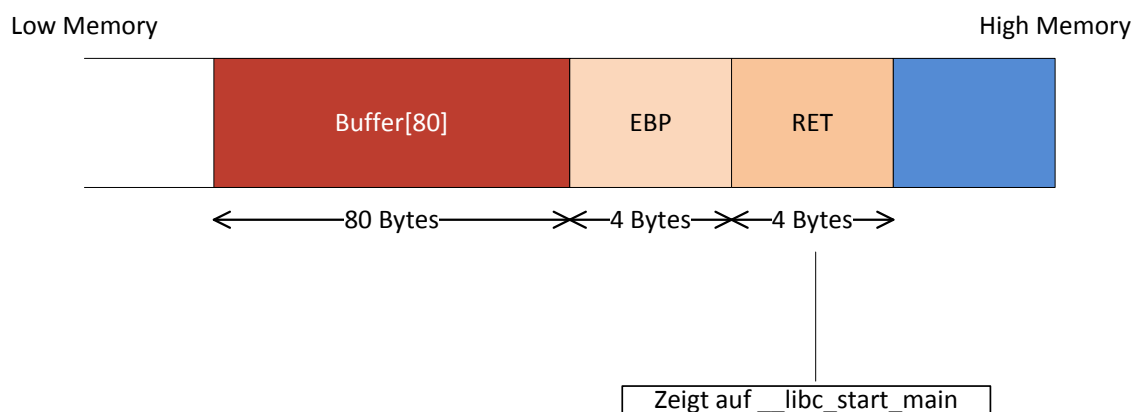 Low Memory
High Memory
Buffer[80]
EBP
RET
80 Bytes
4 Bytes
4 Bytes
Zeigt auf __libc_start_main